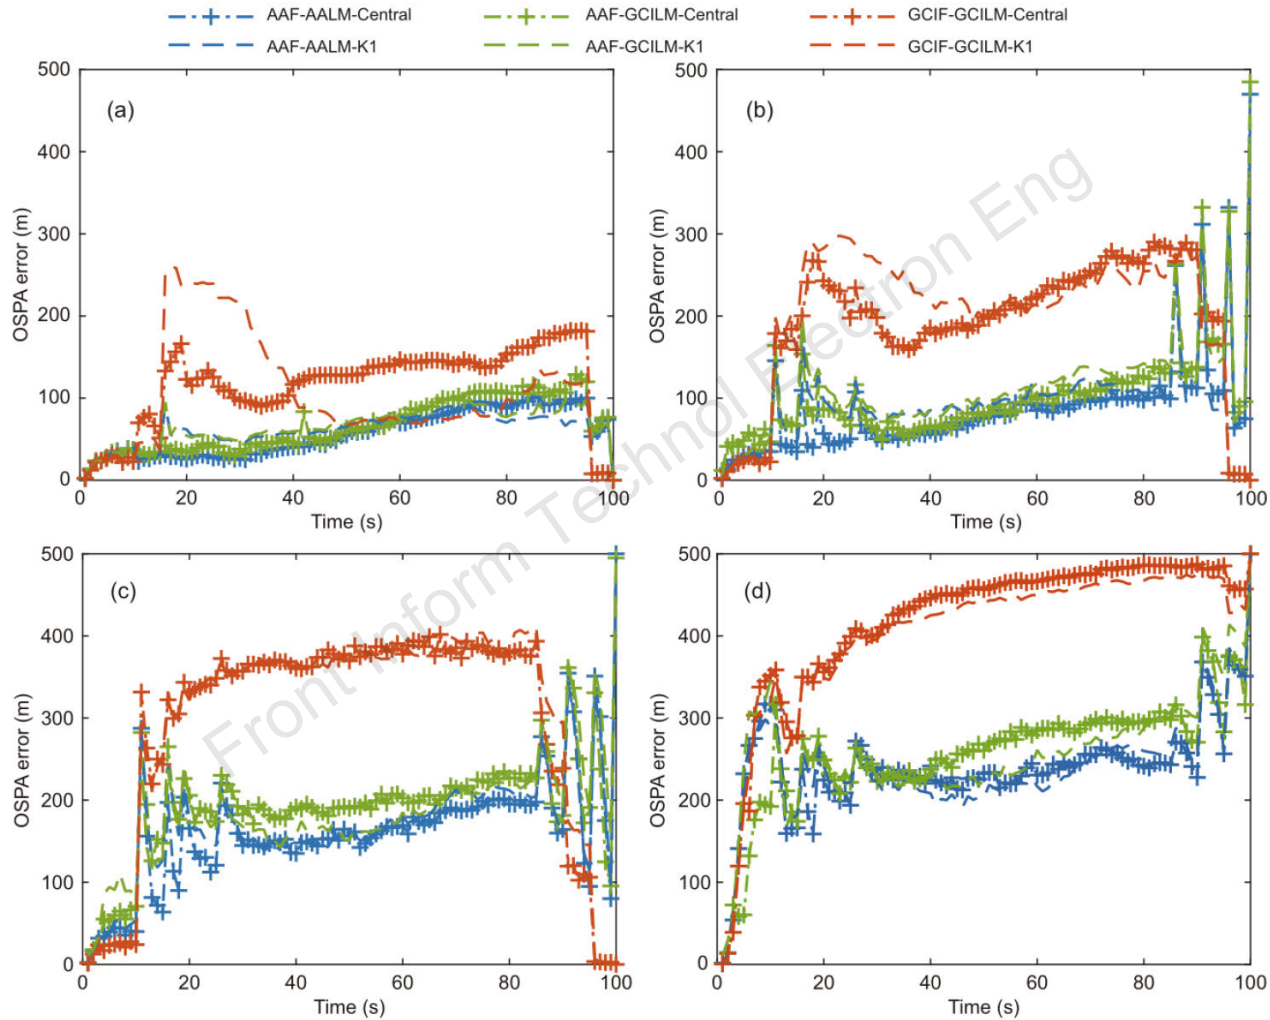 AAF-AALM-Central AAF-GCILM-Central GCIF-GCILM-Central
AAF-AALM-K1 AAF-GCILM-K1 GCIF-GCILM-K1
(a)
500
400
300
200
100
0
OSPA error (m)
0 20 40 60 80 100
Time (s)
(b)
500
400
300
200
100
0
OSPA error (m)
0 20 40 60 80 100
Time (s)
(c)
500
400
300
200
100
0
OSPA error (m)
0 20 40 60 80 100
Time (s)
(d)
500
400
300
200
100
0
OSPA error (m)
0 20 40 60 80 100
Time (s)
Front Inform Technol Electron Eng